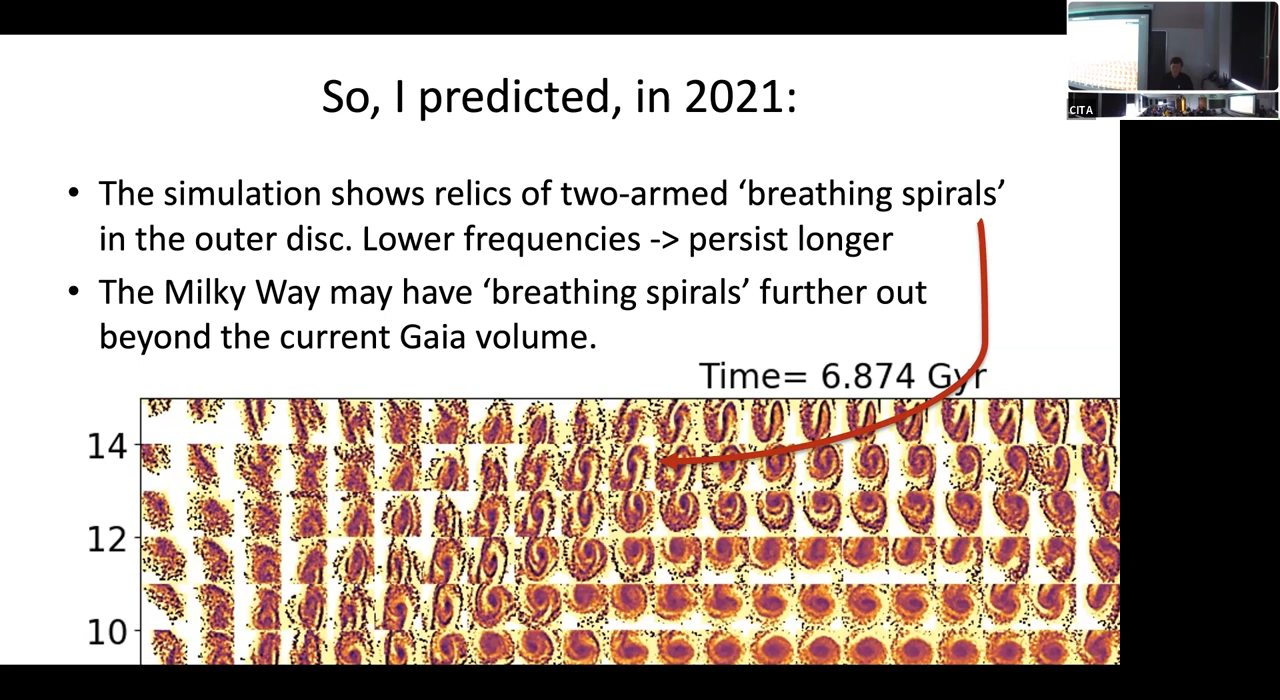 So, I predicted, in 2021:
• The simulation shows relics of two-armed ‘breathing spirals’
in the outer disc. Lower frequencies -> persist longer
• The Milky Way may have ‘breathing spirals’ further out
beyond the current Gaia volume.
Time= 6.874 Gyr
14
12
10
CITA